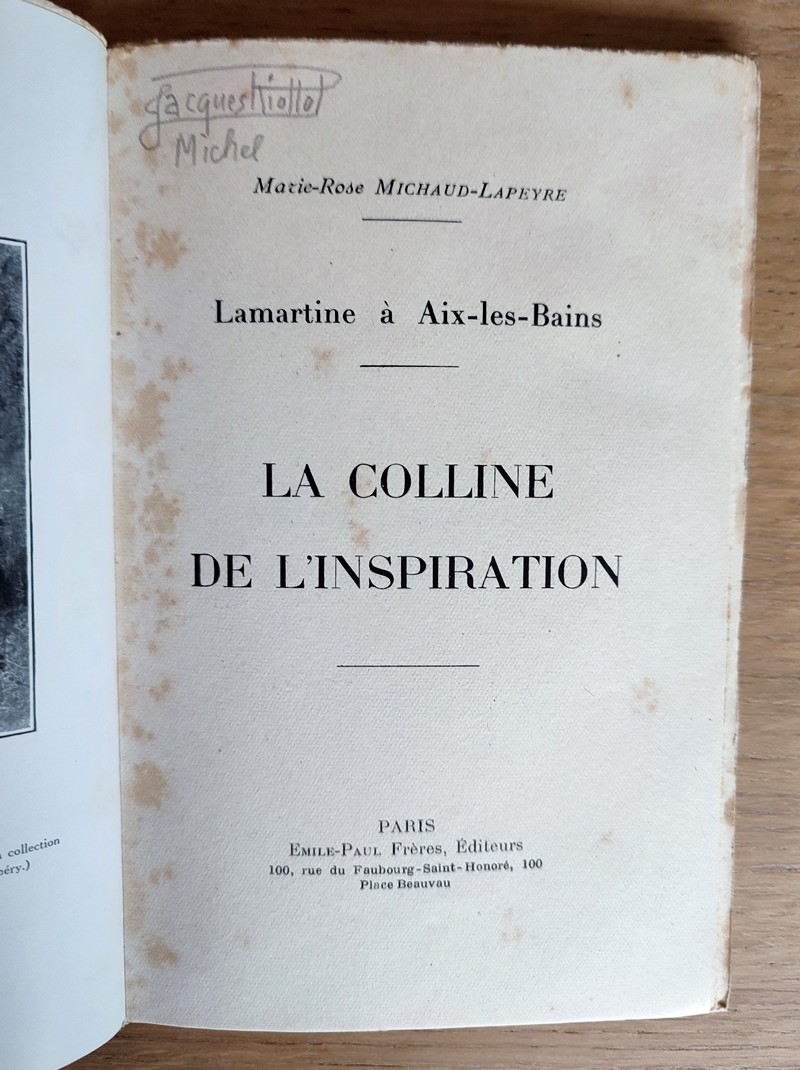 Jacques
Michel
Marie-Rose MICHAUD-LAPEYRE
Lamartine à Aix-les-Bains
LA COLLINE
DE L'INSPIRATION
PARIS
EMILE-PAUL Frères, Éditeurs
100, rue du Faubourg-Saint-Honoré, 100
Place Beauvau
collection
béry.)